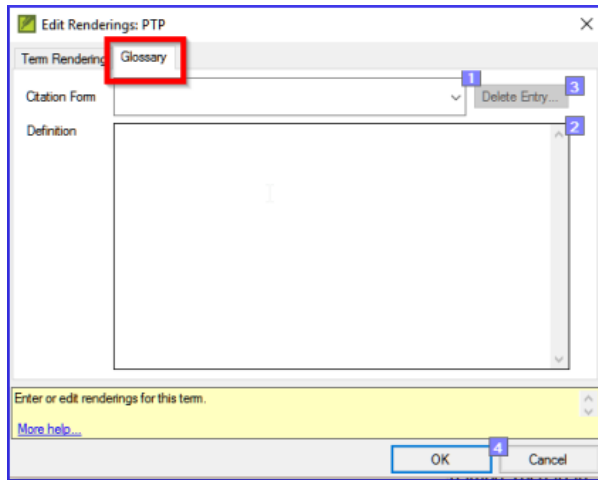 Edit Renderings: PTP
Term Rendering Glossary
1
Citation Form Delete Entry... 3
Definition 2
Enter or edit renderings for this term.
More help...
4
OK Cancel